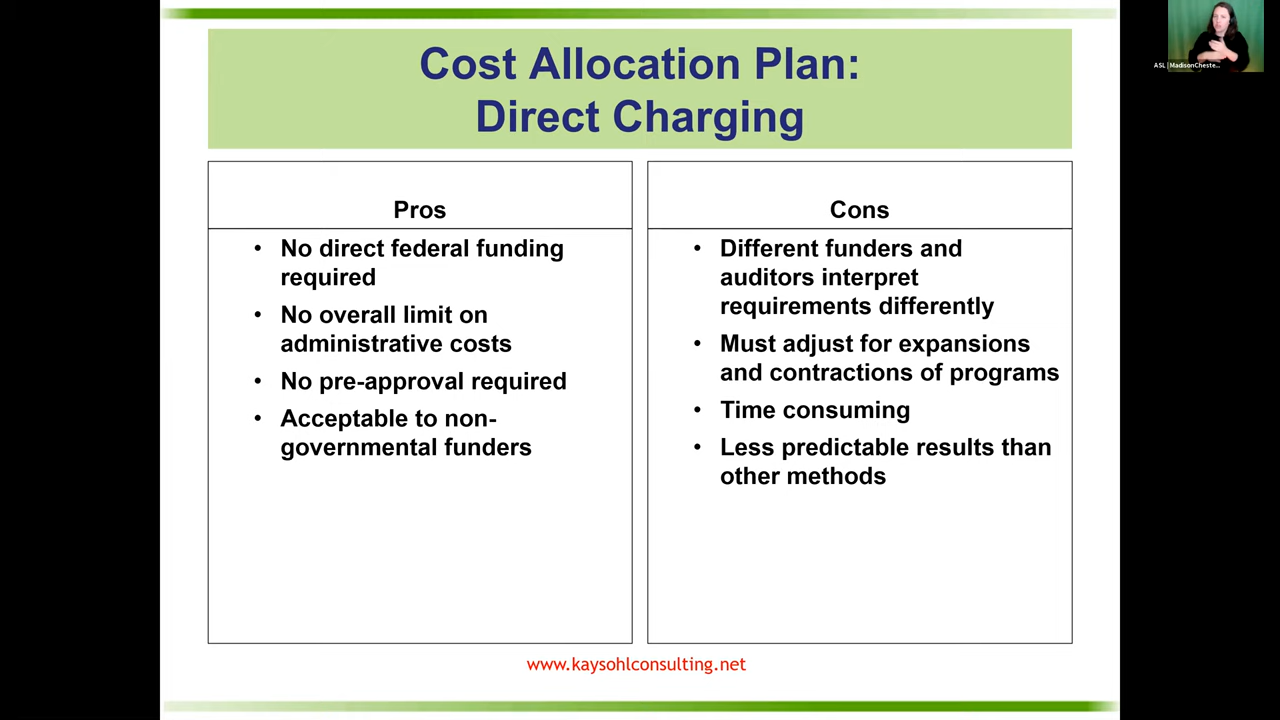 Cost Allocation Plan:
Direct Charging
Pros
• No direct federal funding
required
• No overall limit on
administrative costs
• No pre-approval required
• Acceptable to non-
governmental funders
Cons
• Different funders and
auditors interpret
requirements differently
• Must adjust for expansions
and contractions of programs
• Time consuming
• Less predictable results than
other methods
www.kaysohlconsulting.net
ASL | MadisonCheste...